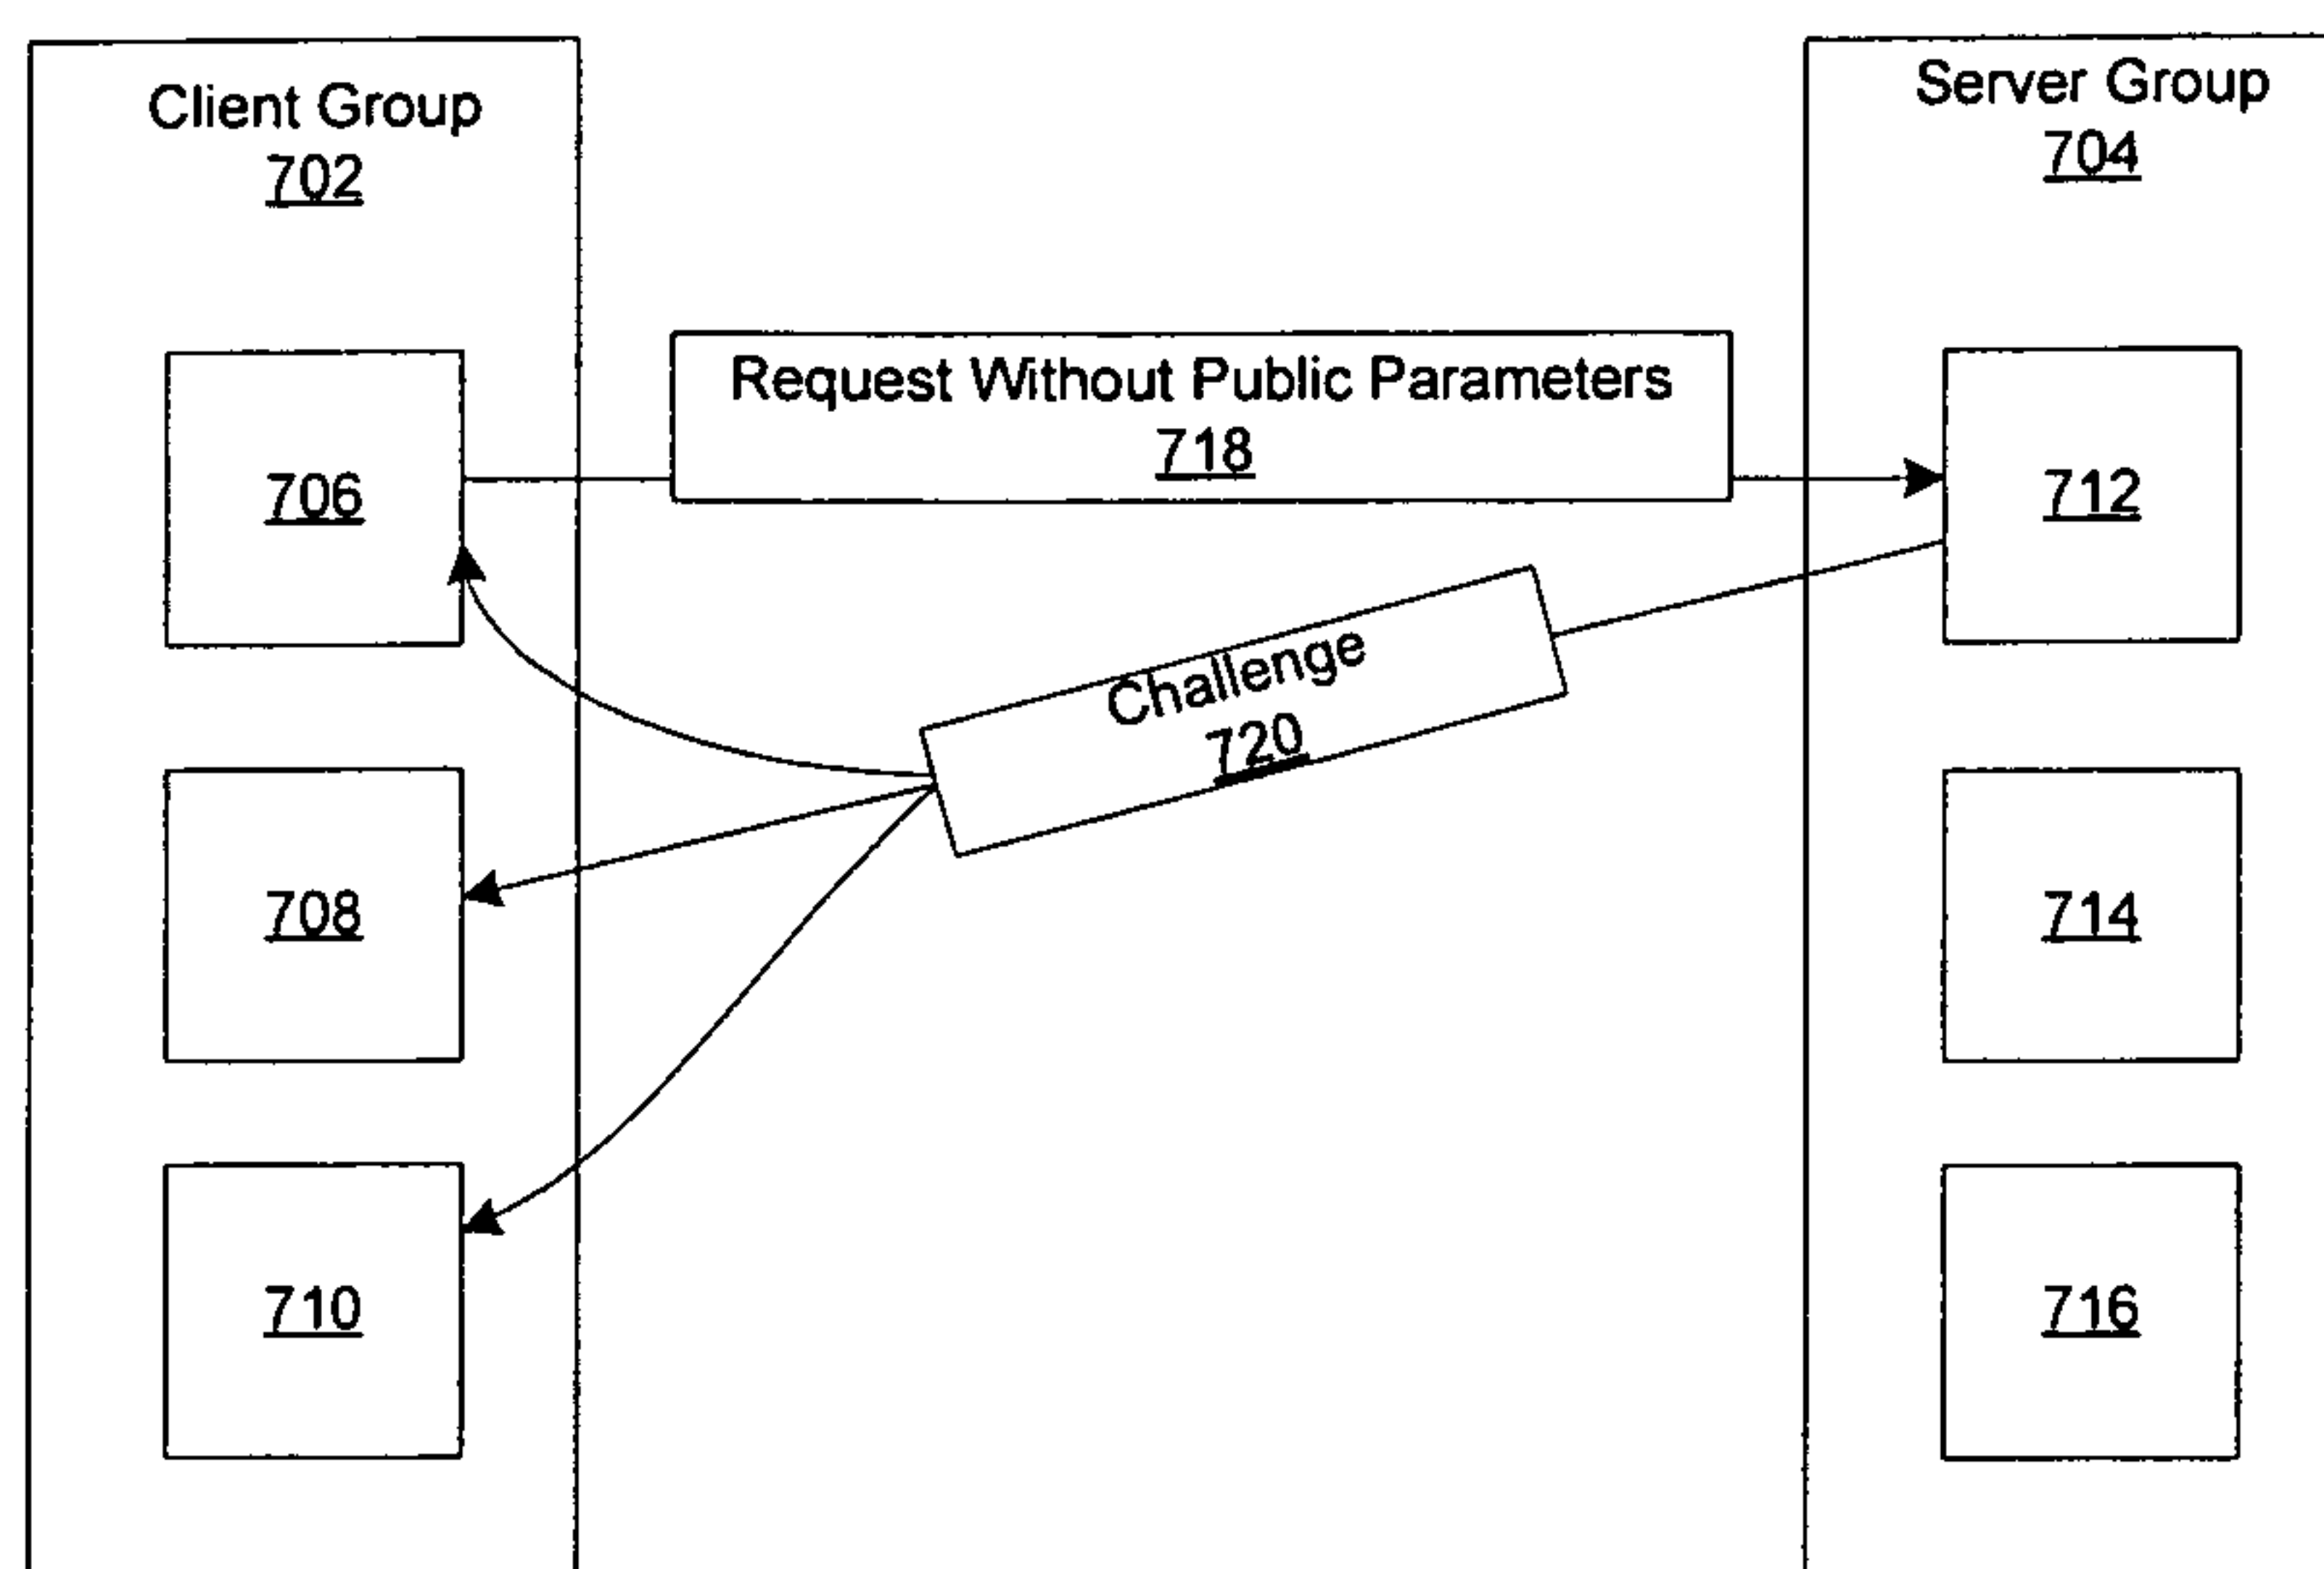 Client Group
702
Server Group
704
Request Without Public Parameters
718
706
712
Challenge
720
708
714
710
716